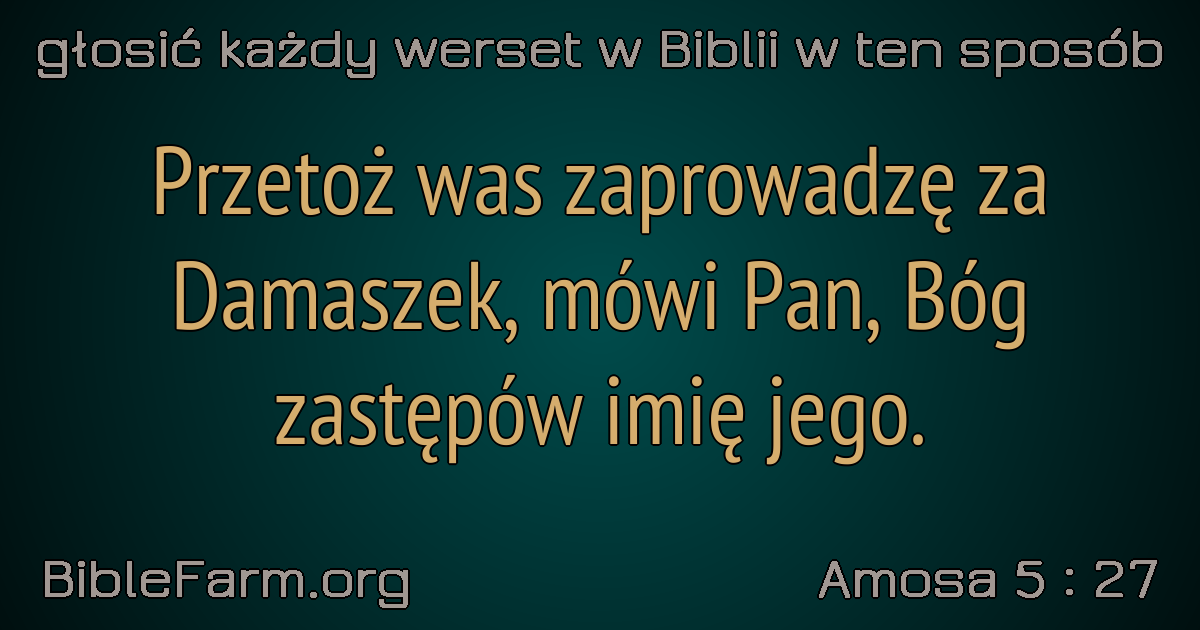 głosić każdy werset w Biblii w ten sposób
Przetoż was zaprowadzę za
Damaszek, mówi Pan, Bóg
zastępów imię jego.
BibleFarm.org
Amosa 5 : 27